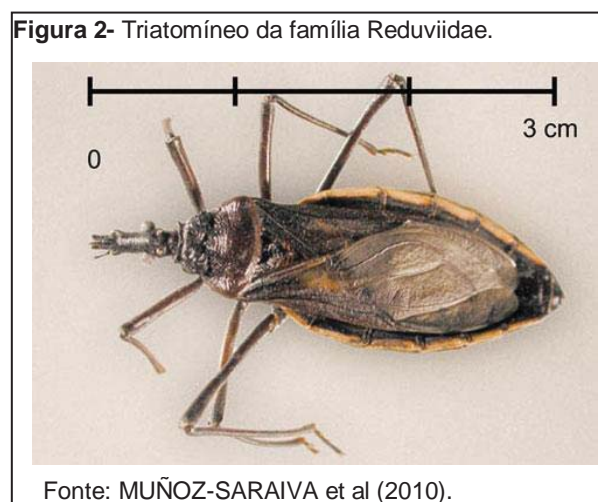 Figura 2- Triatomíneo da família Reduviidae.
0
3 cm
Fonte: MUÑOZ-SARAIVA et al (2010).